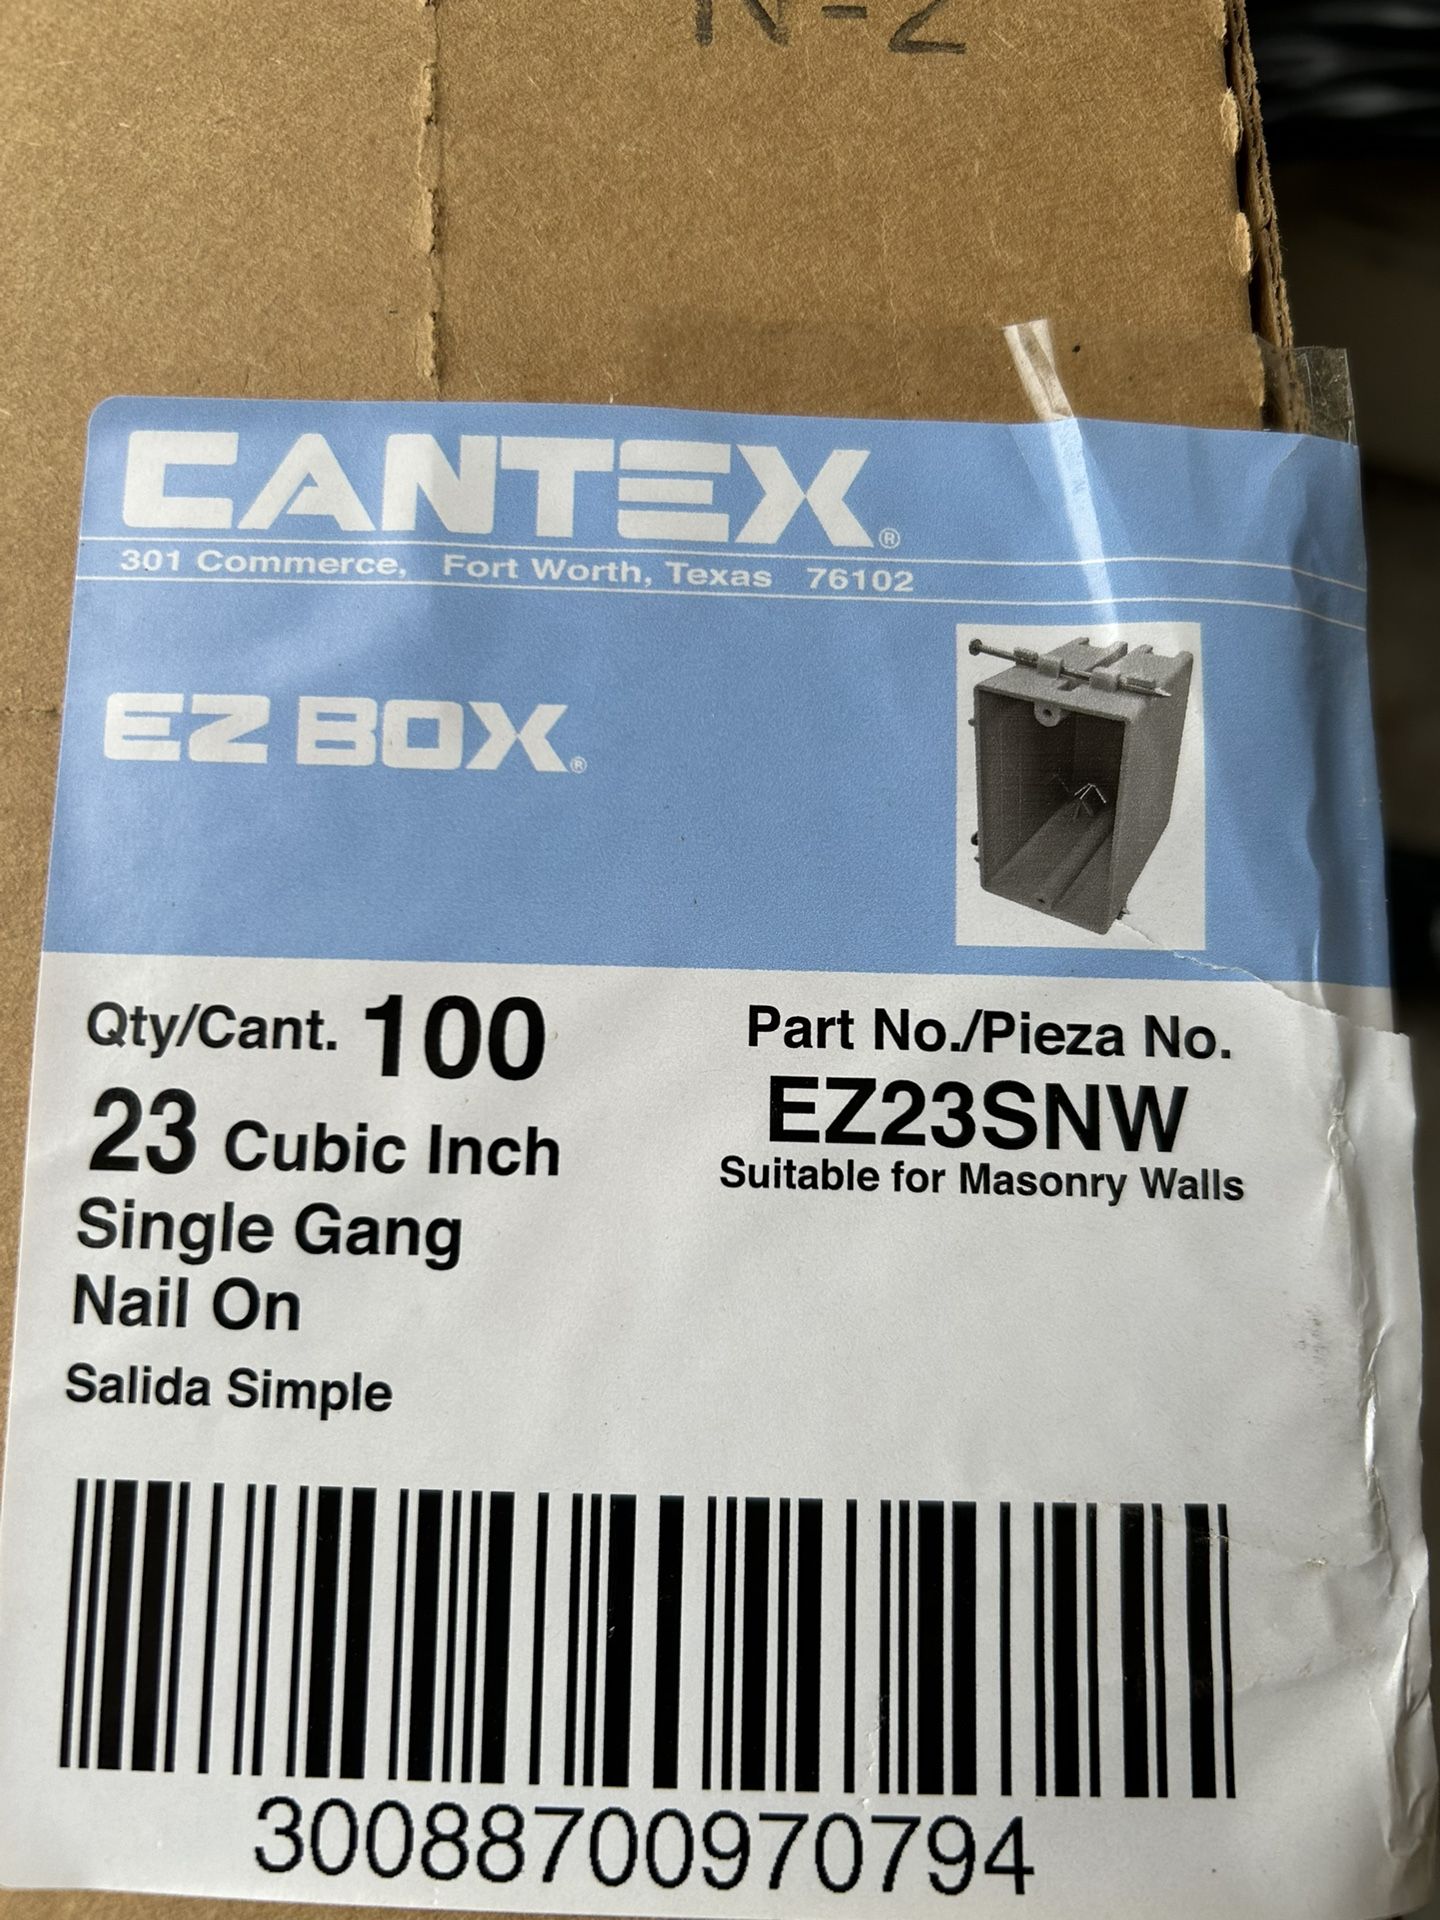 N-2
CANTEX®
301 Commerce, Fort Worth, Texas 76102
EZ BOX®
Qty/Cant. 100
23 Cubic Inch
Single Gang
Nail On
Salida Simple
Part No./Pieza No.
EZ23SNW
Suitable for Masonry Walls
30088700970794